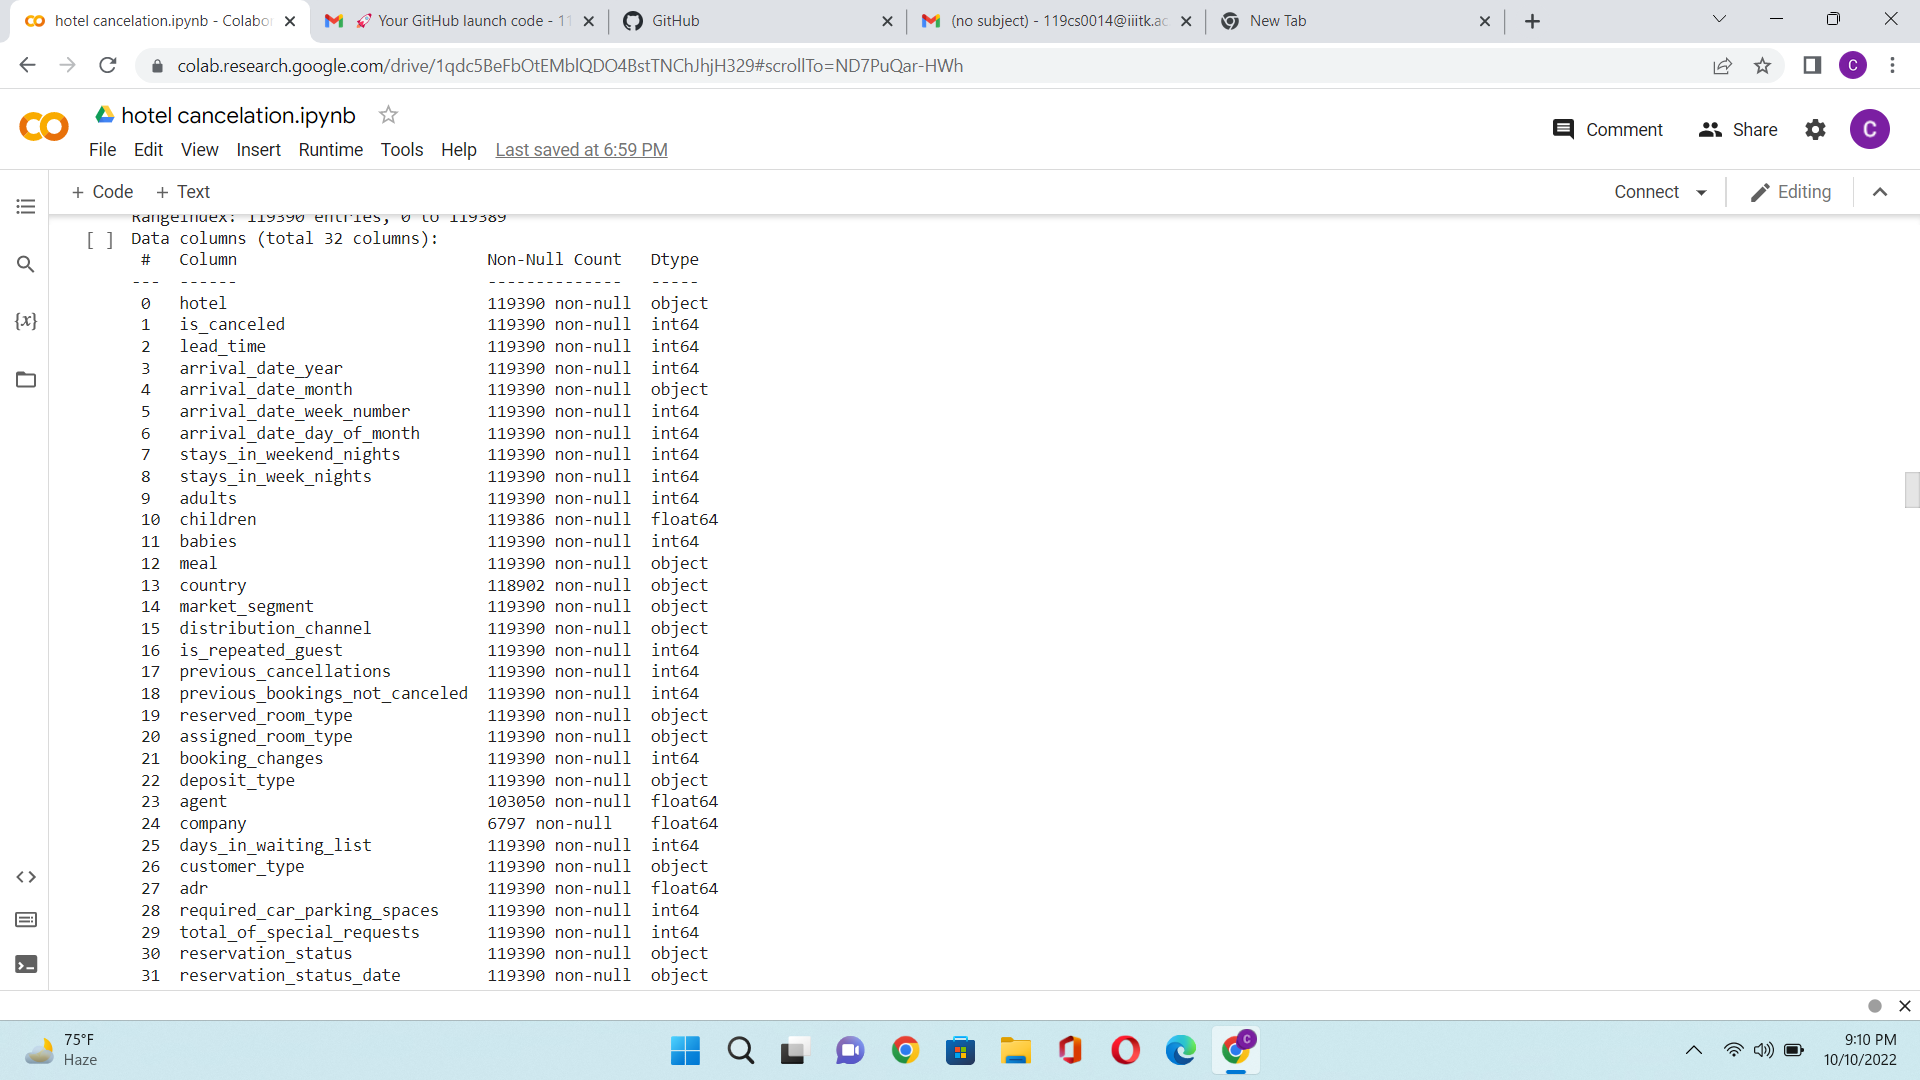 hotel cancelation.ipynb - Colabor
🚀 Your GitHub launch code - 11
GitHub
(no subject) - 119cs0014@iiitk.ac
New Tab
colab.research.google.com/drive/1qdc5BeFbOtEMblQDO4BstTNChJhjH329#scrollTo=ND7PuQar-HWh
C
hotel cancelation.ipynb
Comment
Share
C
File Edit View Insert Runtime Tools Help Last saved at 6:59 PM
+ Code + Text
Connect
Editing
RangeIndex: 119390 entries, 0 to 119389
[ ] Data columns (total 32 columns):
# Column Non-Null Count Dtype
--- ------ -------------- -----
0 hotel 119390 non-null object
1 is_canceled 119390 non-null int64
2 lead_time 119390 non-null int64
3 arrival_date_year 119390 non-null int64
4 arrival_date_month 119390 non-null object
5 arrival_date_week_number 119390 non-null int64
6 arrival_date_day_of_month 119390 non-null int64
7 stays_in_weekend_nights 119390 non-null int64
8 stays_in_week_nights 119390 non-null int64
9 adults 119390 non-null int64
10 children 119386 non-null float64
11 babies 119390 non-null int64
12 meal 119390 non-null object
13 country 118902 non-null object
14 market_segment 119390 non-null object
15 distribution_channel 119390 non-null object
16 is_repeated_guest 119390 non-null int64
17 previous_cancellations 119390 non-null int64
18 previous_bookings_not_canceled 119390 non-null int64
19 reserved_room_type 119390 non-null object
20 assigned_room_type 119390 non-null object
21 booking_changes 119390 non-null int64
22 deposit_type 119390 non-null object
23 agent 103050 non-null float64
24 company 6797 non-null float64
25 days_in_waiting_list 119390 non-null int64
26 customer_type 119390 non-null object
27 adr 119390 non-null float64
28 required_car_parking_spaces 119390 non-null int64
29 total_of_special_requests 119390 non-null int64
30 reservation_status 119390 non-null object
31 reservation_status_date 119390 non-null object
75°F
Haze
C
9:10 PM
10/10/2022